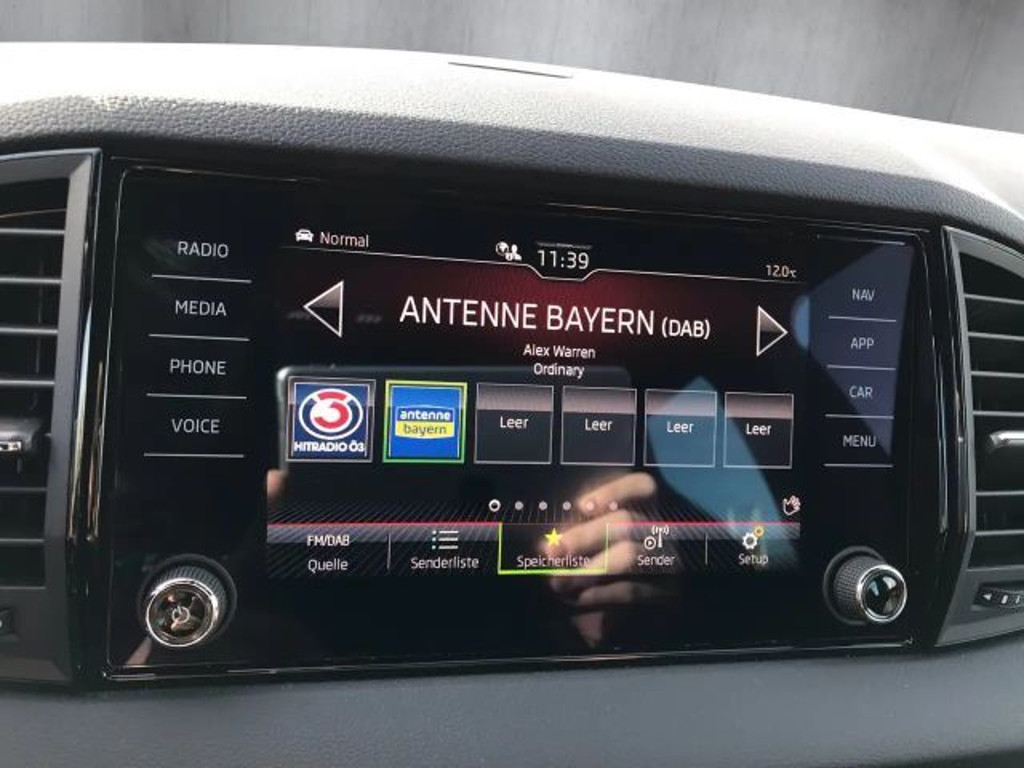 Normal
11:39
12.0°C
RADIO
MEDIA
PHONE
VOICE
ANTENNE BAYERN (DAB)
Alex Warren
Ordinary
3
HITRADIO Ö3
antenne
bayern
Leer
Leer
Leer
Leer
FM/DAB
Quelle
Senderliste
Speicherliste
Sender
Setup
NAV
APP
CAR
MENU